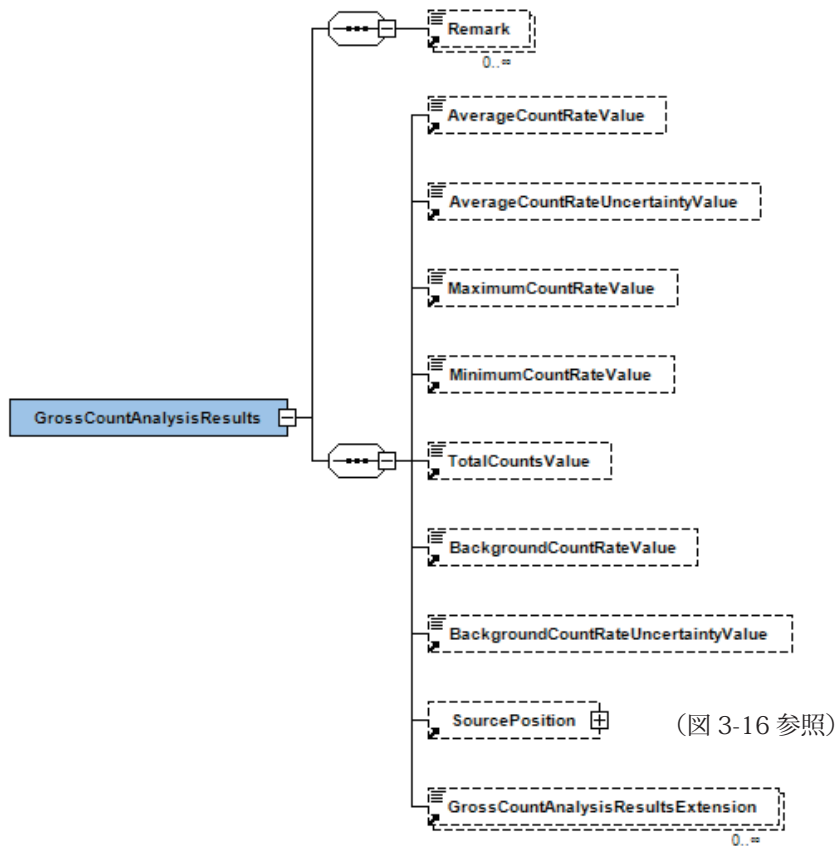 Remark
0..∞
AverageCountRateValue
AverageCountRateUncertaintyValue
MaximumCountRateValue
MinimumCountRateValue
GrossCountAnalysisResults
TotalCountsValue
BackgroundCountRateValue
BackgroundCountRateUncertaintyValue
SourcePosition
(図 3-16 参照)
GrossCountAnalysisResultsExtension
0..∞